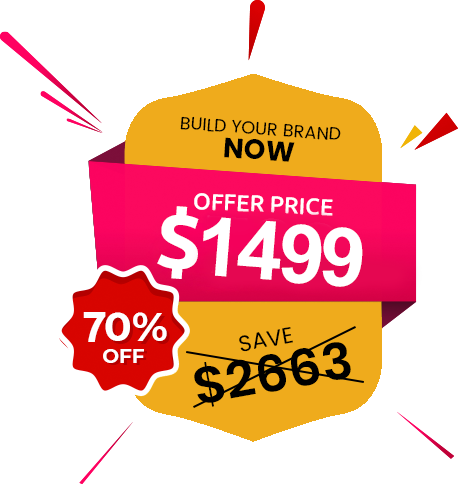 BUILD YOUR BRAND
NOW
OFFER PRICE
$1499
70%
OFF
SAVE
$2663